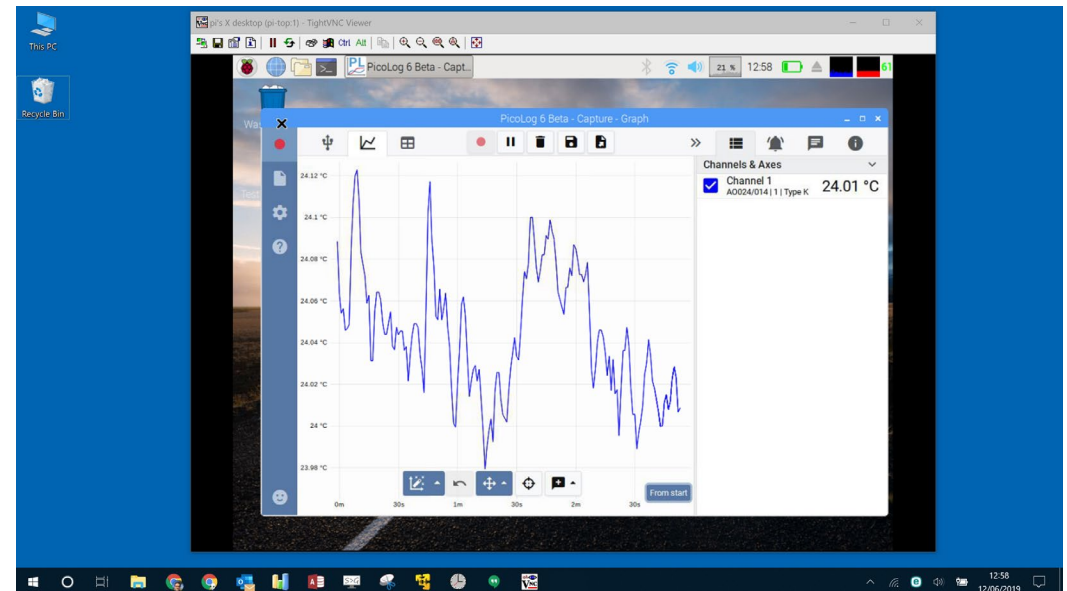 This PC
Recycle Bin
pi's X desktop (pi-top:1) - TightVNC Viewer
Ctrl Alt
PicoLog 6 Beta - Capt...
21 %
12:58
61
Was
PicoLog 6 Beta - Capture - Graph
Test
Channels & Axes
Channel 1
AO024/014 | 1 | Type K
24.01 °C
24.12 °C
24.1 °C
24.08 °C
24.06 °C
24.04 °C
24.02 °C
24 °C
23.98 °C
From start
0m
30s
1m
30s
2m
30s
12:58
12/06/2019